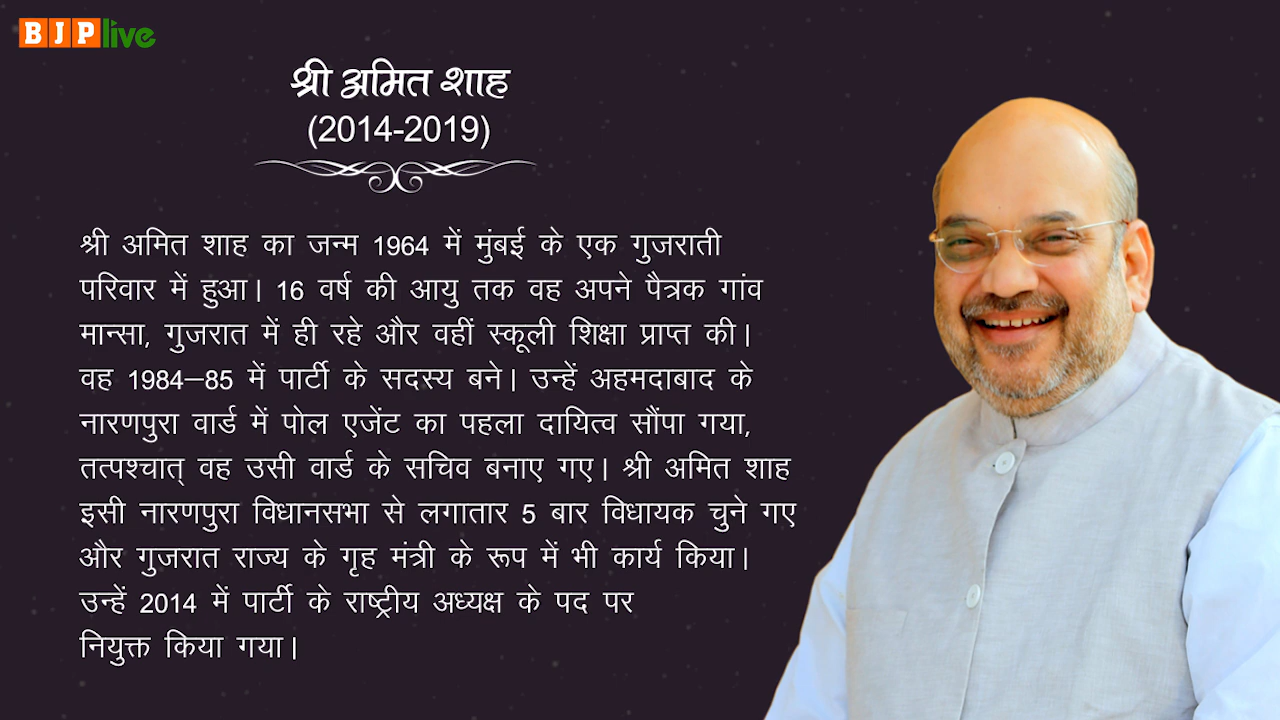 BJP live
श्री अमित शाह
(2014-2019)
श्री अमित शाह का जन्म 1964 में मुंबई के एक गुजराती
परिवार में हुआ। 16 वर्ष की आयु तक वह अपने पैत्रक गांव
मान्सा, गुजरात में ही रहे और वहीं स्कूली शिक्षा प्राप्त की।
वह 1984–85 में पार्टी के सदस्य बने। उन्हें अहमदाबाद के
नारणपुरा वार्ड में पोल एजेंट का पहला दायित्व सौंपा गया,
तत्पश्चात् वह उसी वार्ड के सचिव बनाए गए। श्री अमित शाह
इसी नारणपुरा विधानसभा से लगातार 5 बार विधायक चुने गए
और गुजरात राज्य के गृह मंत्री के रूप में भी कार्य किया।
उन्हें 2014 में पार्टी के राष्ट्रीय अध्यक्ष के पद पर
नियुक्त किया गया।